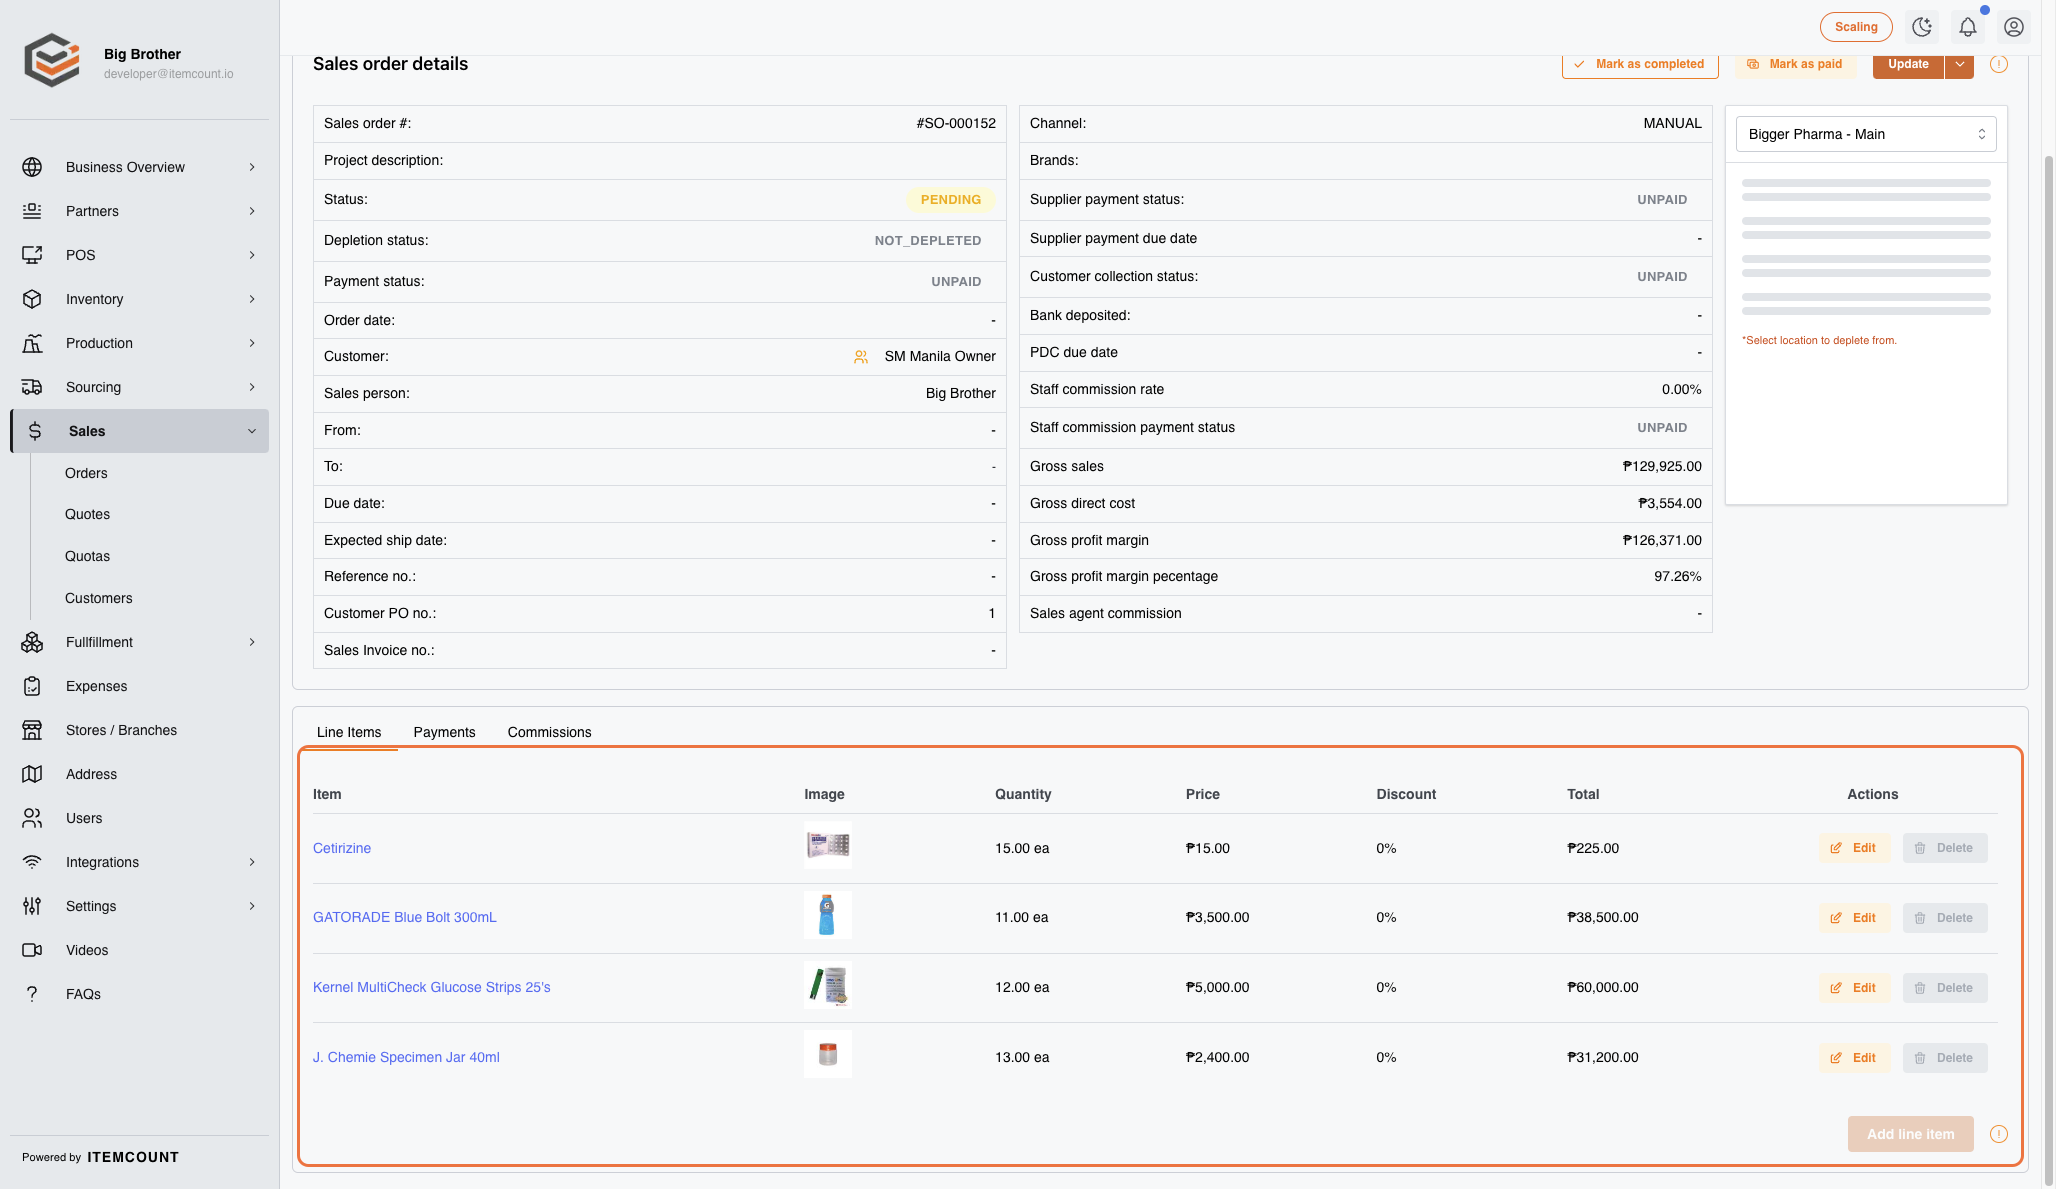 Big Brother
developer@itemcount.io
Business Overview
Partners
POS
Inventory
Production
Sourcing
Sales
Orders
Quotes
Quotas
Customers
Fullfillment
Expenses
Stores / Branches
Address
Users
Integrations
Settings
Videos
FAQs
Powered by ITEMCOUNT
Scaling
Sales order details
Mark as completed
Mark as paid
Update
Sales order #: #SO-000152
Project description:
Status: PENDING
Depletion status: NOT_DEPLETED
Payment status: UNPAID
Order date: -
Customer: SM Manila Owner
Sales person: Big Brother
From: -
To: -
Due date: -
Expected ship date: -
Reference no.: -
Customer PO no.: 1
Sales Invoice no.: -
Channel: MANUAL
Brands:
Supplier payment status: UNPAID
Supplier payment due date -
Customer collection status: UNPAID
Bank deposited: -
PDC due date -
Staff commission rate 0.00%
Staff commission payment status UNPAID
Gross sales ₱129,925.00
Gross direct cost ₱3,554.00
Gross profit margin ₱126,371.00
Gross profit margin pecentage 97.26%
Sales agent commission -
Bigger Pharma - Main
*Select location to deplete from.
Line Items Payments Commissions
Item Image Quantity Price Discount Total Actions
Cetirizine 15.00 ea ₱15.00 0% ₱225.00 Edit Delete
GATORADE Blue Bolt 300mL 11.00 ea ₱3,500.00 0% ₱38,500.00 Edit Delete
Kernel MultiCheck Glucose Strips 25's 12.00 ea ₱5,000.00 0% ₱60,000.00 Edit Delete
J. Chemie Specimen Jar 40ml 13.00 ea ₱2,400.00 0% ₱31,200.00 Edit Delete
Add line item